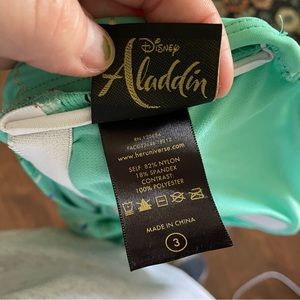 Disney
Aladdin
www.heruniverse.com
SELF: 82% NYLON
18% SPANDEX
CONTRAST:
100% POLYESTER
MADE IN CHINA
3